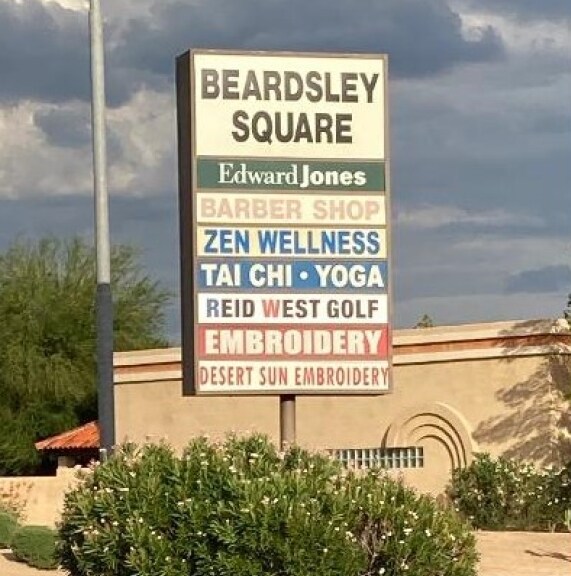 BEARDSLEY
SQUARE
Edward Jones
BARBER SHOP
ZEN WELLNESS
TAI CHI • YOGA
REID WEST GOLF
EMBROIDERY
DESERT SUN EMBROIDERY